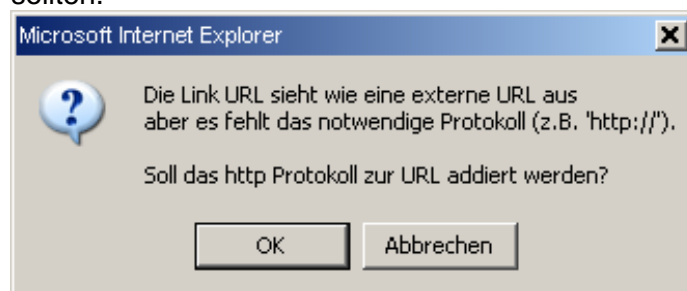 sollten.
Microsoft Internet Explorer
Die Link URL sieht wie eine externe URL aus
aber es fehlt das notwendige Protokoll (z.B. 'http://').
Soll das http Protokoll zur URL addiert werden?
OK
Abbrechen